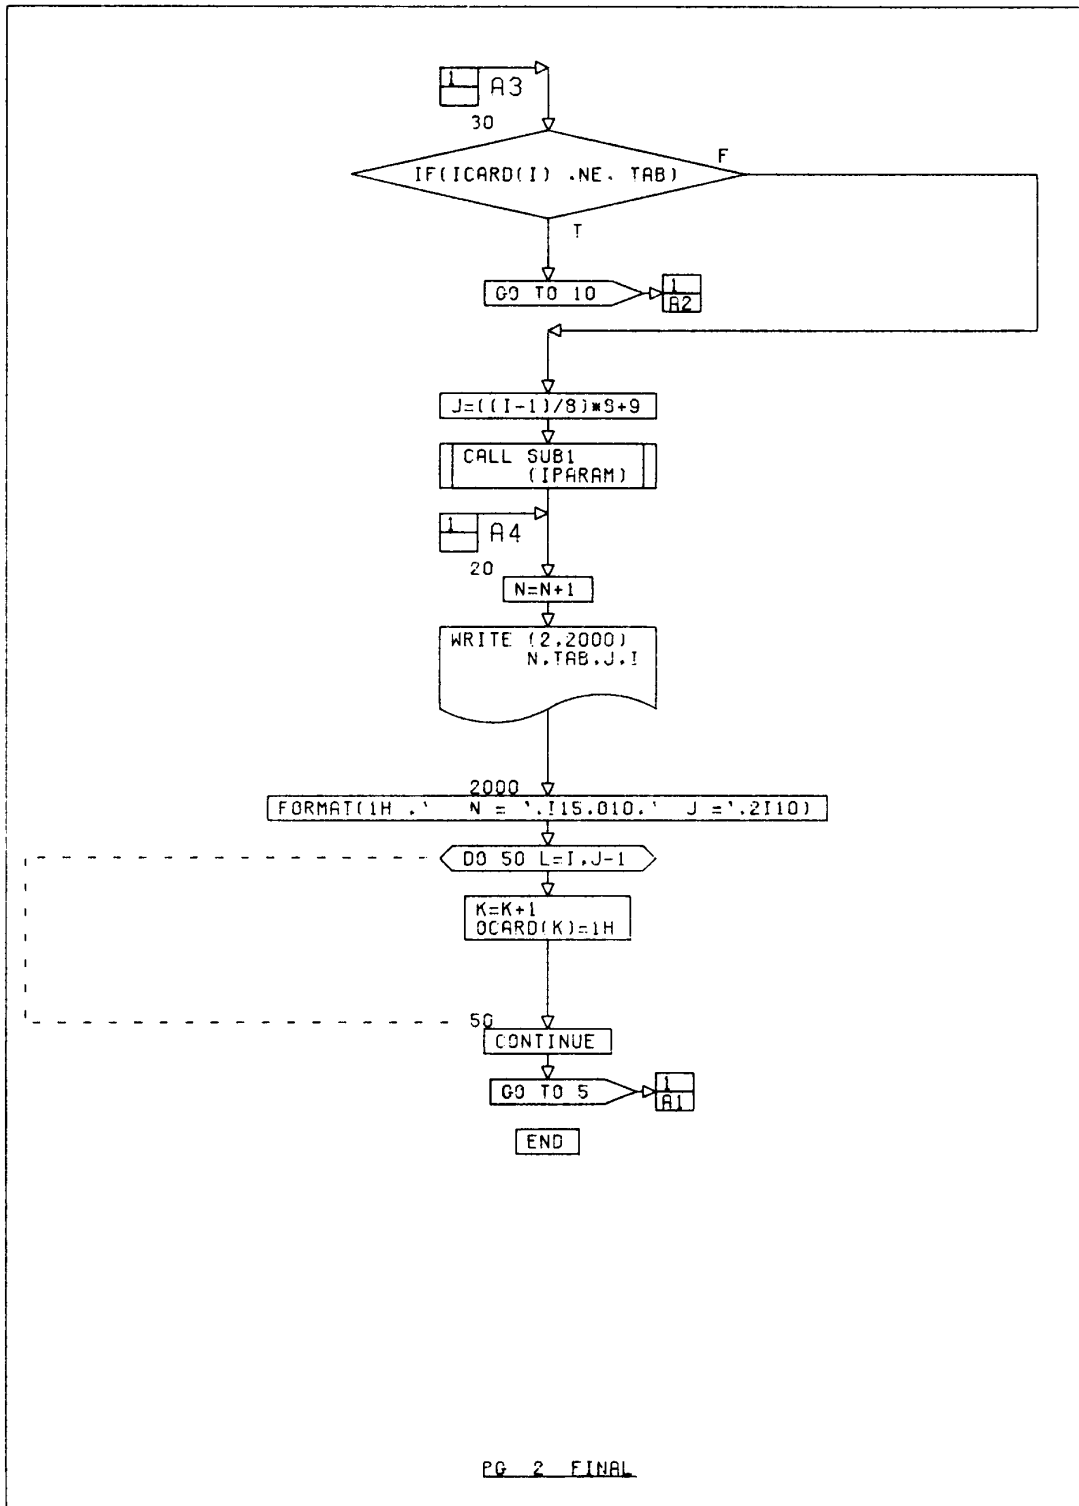 1
A3
30
IF(ICARD(I) .NE. TAB)
F
T
GO TO 10
1
A2
J=((I-1)/8)*8+9
CALL SUB1
(IPARAM)
1
A4
20
N=N+1
WRITE (2,2000)
N,TAB,J,I
2000
FORMAT(1H ,'   N = ',I15,O10,'  J =',2I10)
DO 50 L=I,J-1
K=K+1
OCARD(K)=1H
50
CONTINUE
GO TO 5
1
A1
END
PG 2 FINAL